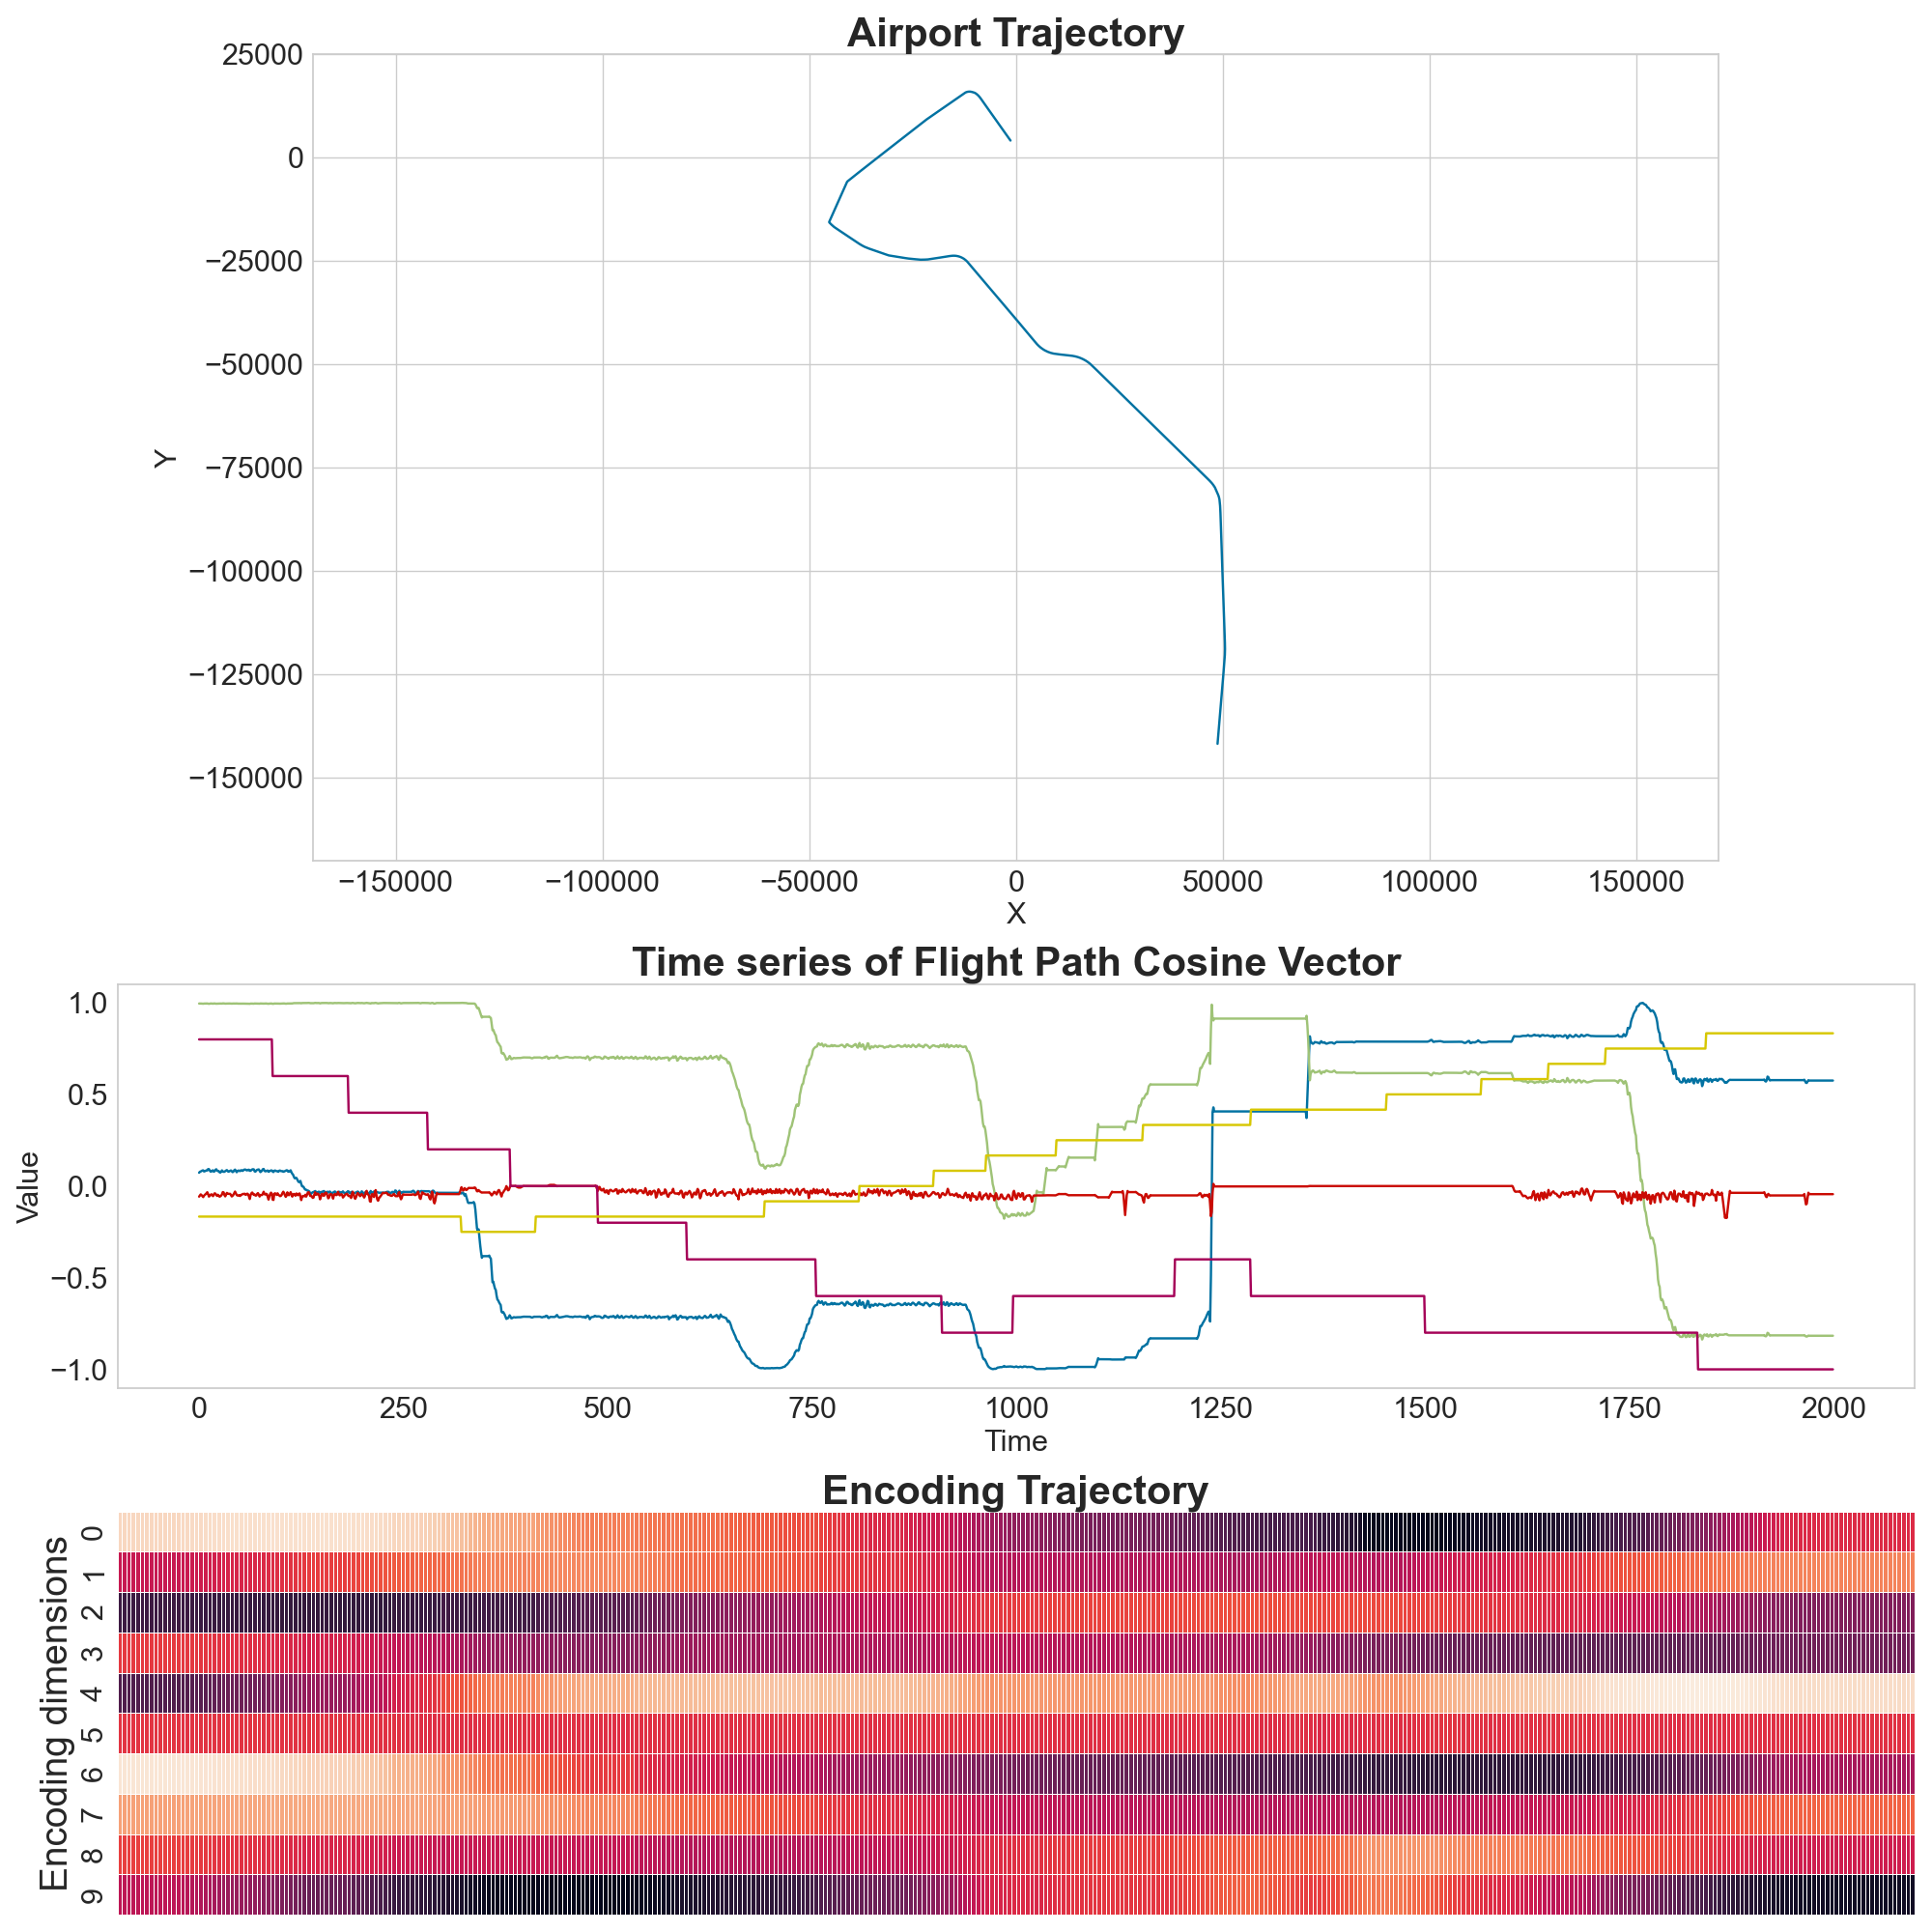 Airport Trajectory
25000
0
−25000
−50000
−75000
−100000
−125000
−150000
Y
−150000 −100000 −50000 0 50000 100000 150000
X
Time series of Flight Path Cosine Vector
1.0
0.5
0.0
−0.5
−1.0
Value
0 250 500 750 1000 1250 1500 1750 2000
Time
Encoding Trajectory
Encoding dimensions
0
1
2
3
4
5
6
7
8
9